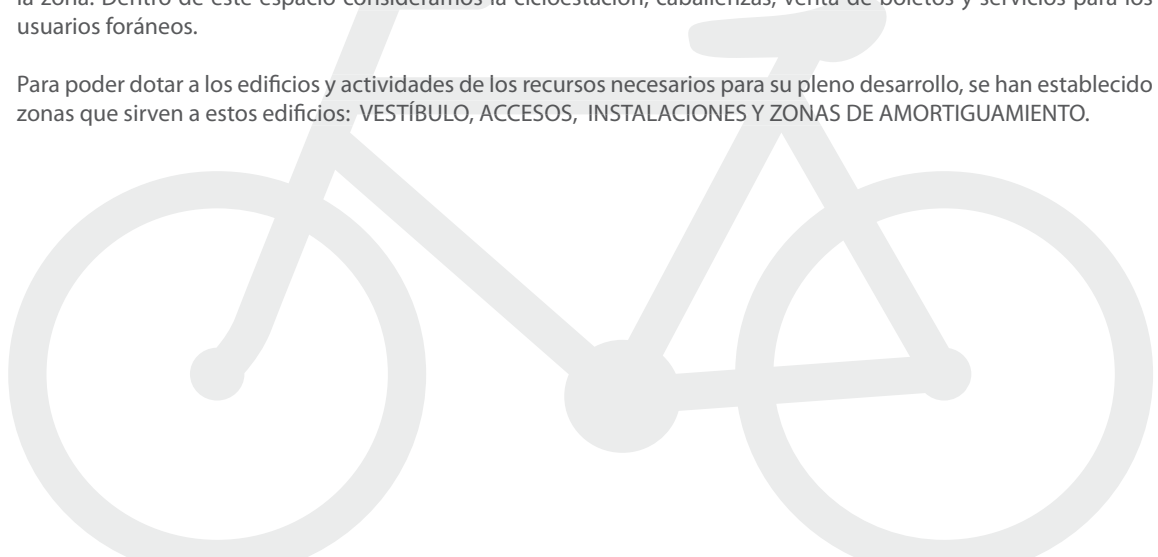 la zona. Dentro de este espacio consideramos la cicloestación, caballerizas, venta de boletos y servicios para los
usuarios foráneos.
Para poder dotar a los edificios y actividades de los recursos necesarios para su pleno desarrollo, se han establecido
zonas que sirven a estos edificios: VESTÍBULO, ACCESOS, INSTALACIONES Y ZONAS DE AMORTIGUAMIENTO.